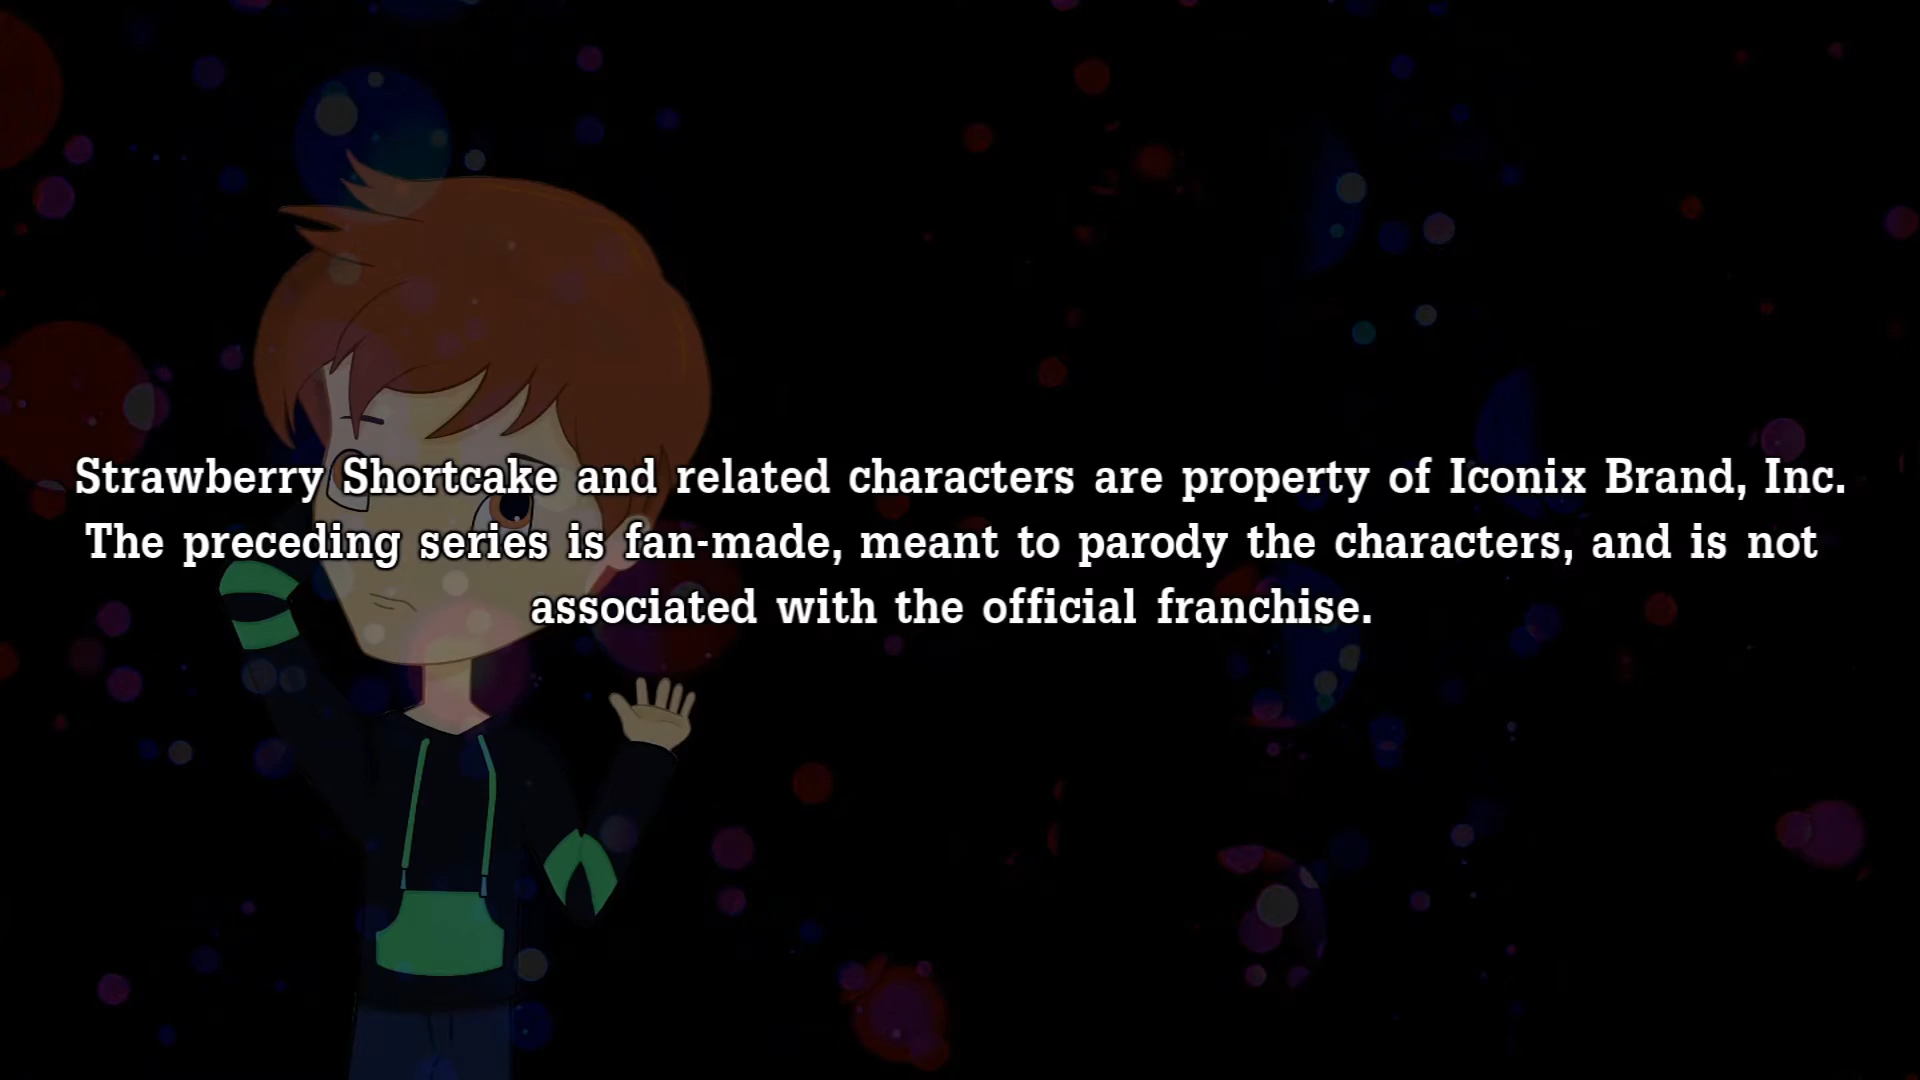 Strawberry Shortcake and related characters are property of Iconix Brand, Inc.
The preceding series is fan-made, meant to parody the characters, and is not
associated with the official franchise.